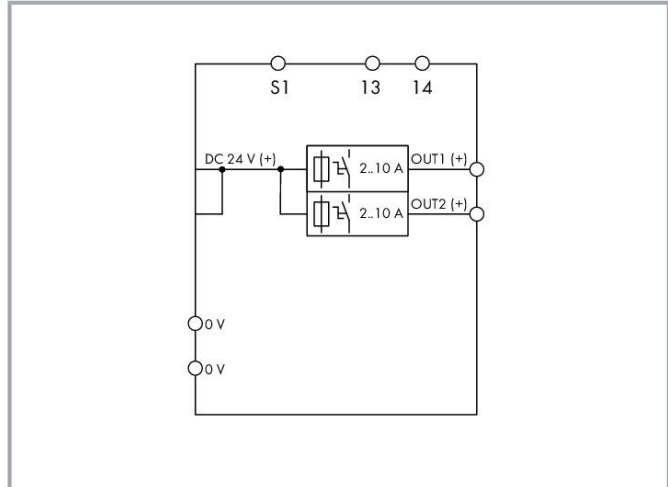 S1 13 14
DC 24 V (+) 2..10 A OUT1 (+)
2..10 A OUT2 (+)
0 V
0 V